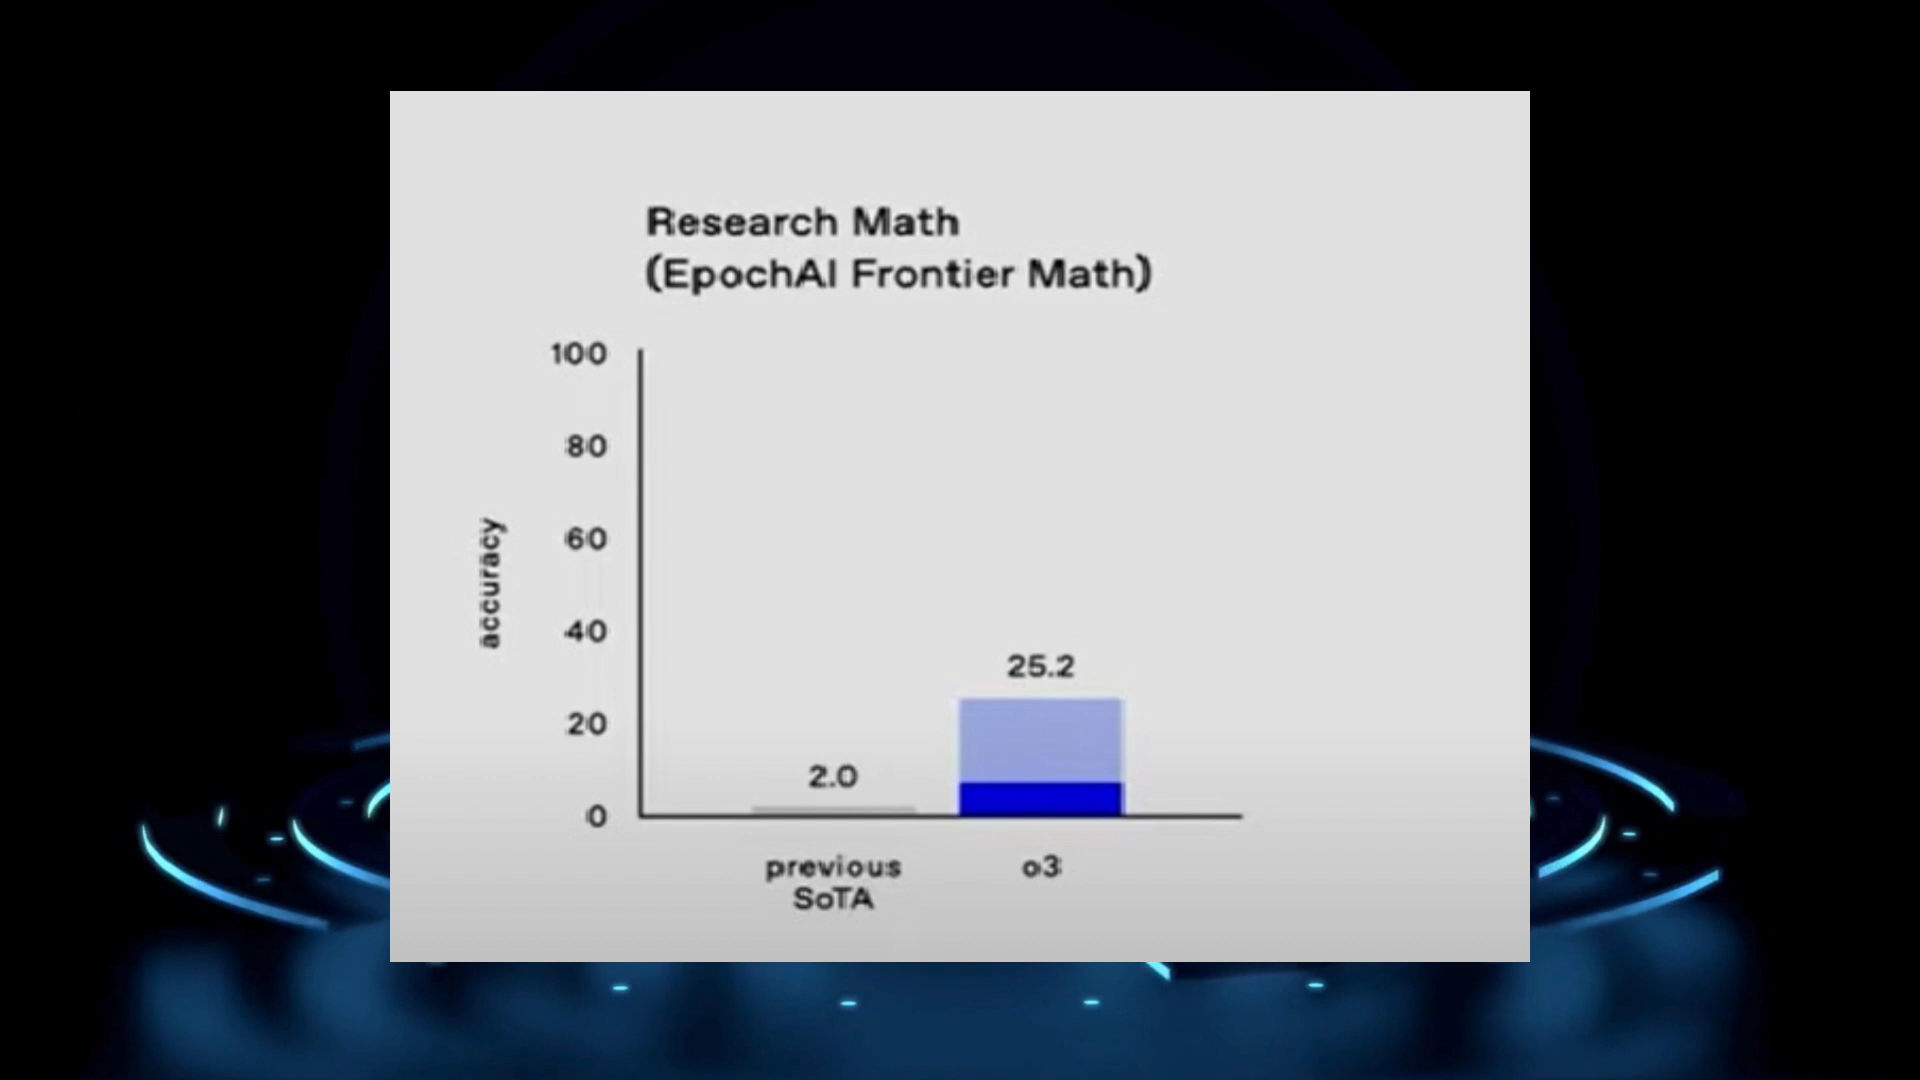 Research Math
(EpochAI Frontier Math)
100
80
60
40
20
0
accuracy
2.0
25.2
previous
SoTA
o3